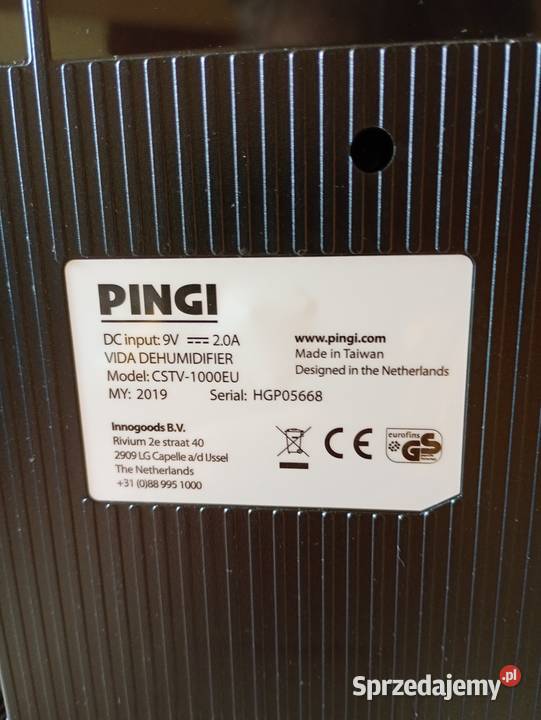 PINGI
DC input: 9V ⎓ 2.0A
VIDA DEHUMIDIFIER
Model: CSTV-1000EU
MY: 2019 Serial: HGP05668
www.pingi.com
Made in Taiwan
Designed in the Netherlands
Innogoods B.V.
Rivium 2e straat 40
2909 LG Capelle a/d IJssel
The Netherlands
+31 (0)88 995 1000
CE
eurofins
GS
Sprzedajemy.pl